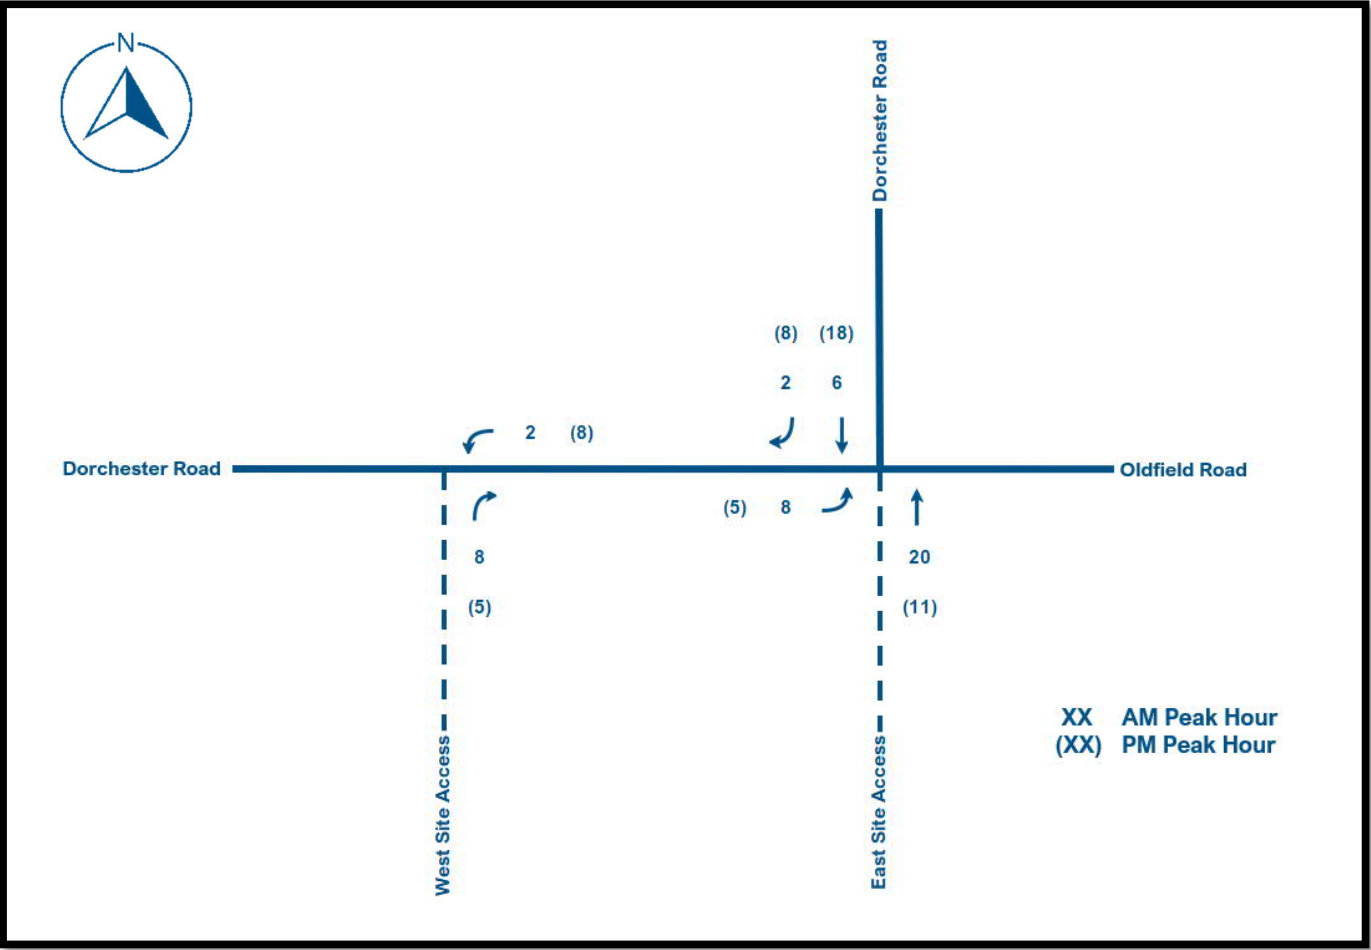 N
Dorchester Road
(8) (18)
2 6
2 (8)
Dorchester Road
Oldfield Road
(5) 8
8
20
(5)
(11)
XX AM Peak Hour
(XX) PM Peak Hour
West Site Access
East Site Access